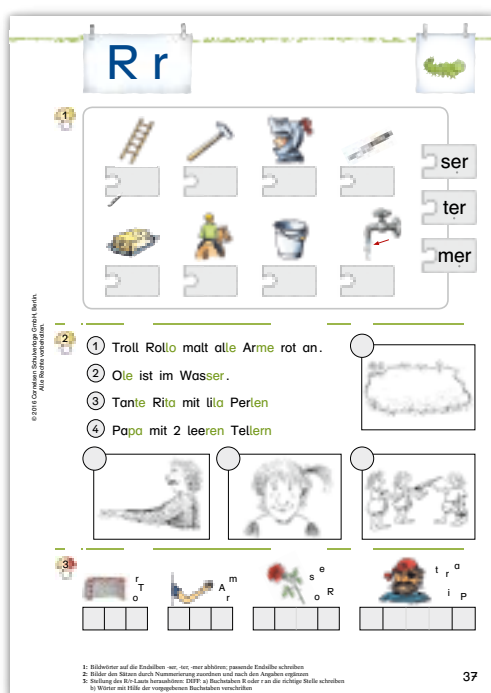 R r
1
ser
ter
mer
© 2016 Cornelsen Schulverlage GmbH, Berlin.
Alle Rechte vorbehalten.
2
1 Troll Rollo malt alle Arme rot an.
2 Ole ist im Wasser.
3 Tante Rita mit lila Perlen
4 Papa mit 2 leeren Tellern
3
r
T
o
m
A
r
e
s
R
o
a
r
t
P
i
1: Bildwörter auf die Endsilben -ser, -ter, -mer abhören; passende Endsilbe schreiben
2: Bilder den Sätzen durch Nummerierung zuordnen und nach den Angaben ergänzen
3: Stellung des R/r-Lauts heraushören: DIFF: a) Buchstaben R oder r an die richtige Stelle schreiben
b) Wörter mit Hilfe der vorgegebenen Buchstaben verschriften
37